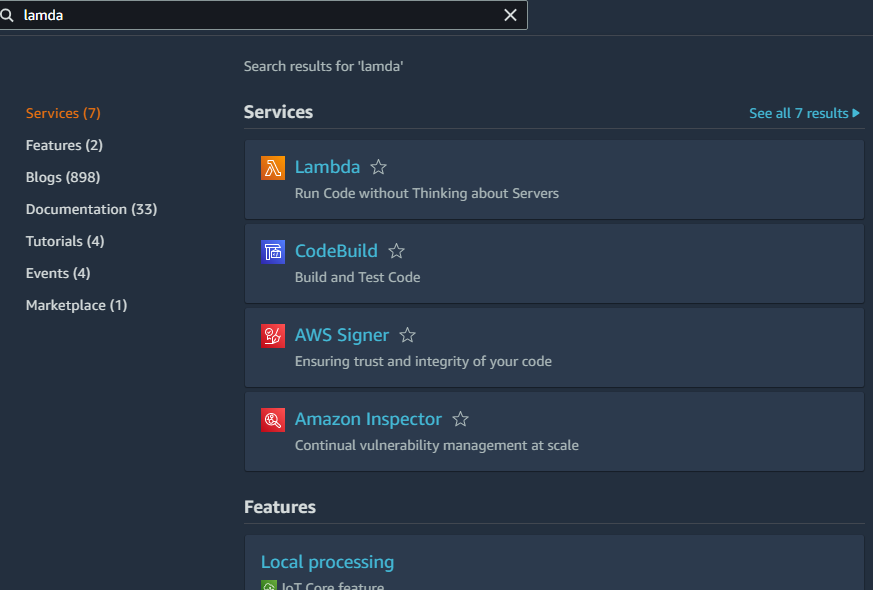 lamda
Search results for 'lamda'
Services (7)
Features (2)
Blogs (898)
Documentation (33)
Tutorials (4)
Events (4)
Marketplace (1)
Services
See all 7 results
Lambda
Run Code without Thinking about Servers
CodeBuild
Build and Test Code
AWS Signer
Ensuring trust and integrity of your code
Amazon Inspector
Continual vulnerability management at scale
Features
Local processing
IoT Core feature